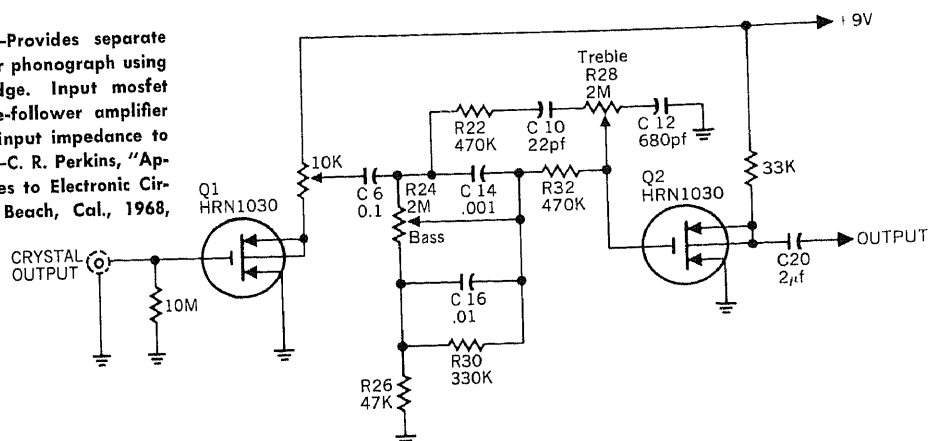 –Provides separate
r phonograph using
dge. Input mosfet
e-follower amplifier
input impedance to
–C. R. Perkins, "Ap-
es to Electronic Cir-
Beach, Cal., 1968,
+9V
Treble
R28
2M
R22
470K
C 10
22pf
C 12
680pf
10K
33K
Q1
HRN1030
C 6
0.1
R24
2M
Bass
C 14
.001
R32
470K
Q2
HRN1030
CRYSTAL
OUTPUT
10M
OUTPUT
C20
2μf
C 16
.01
R30
330K
R26
47K